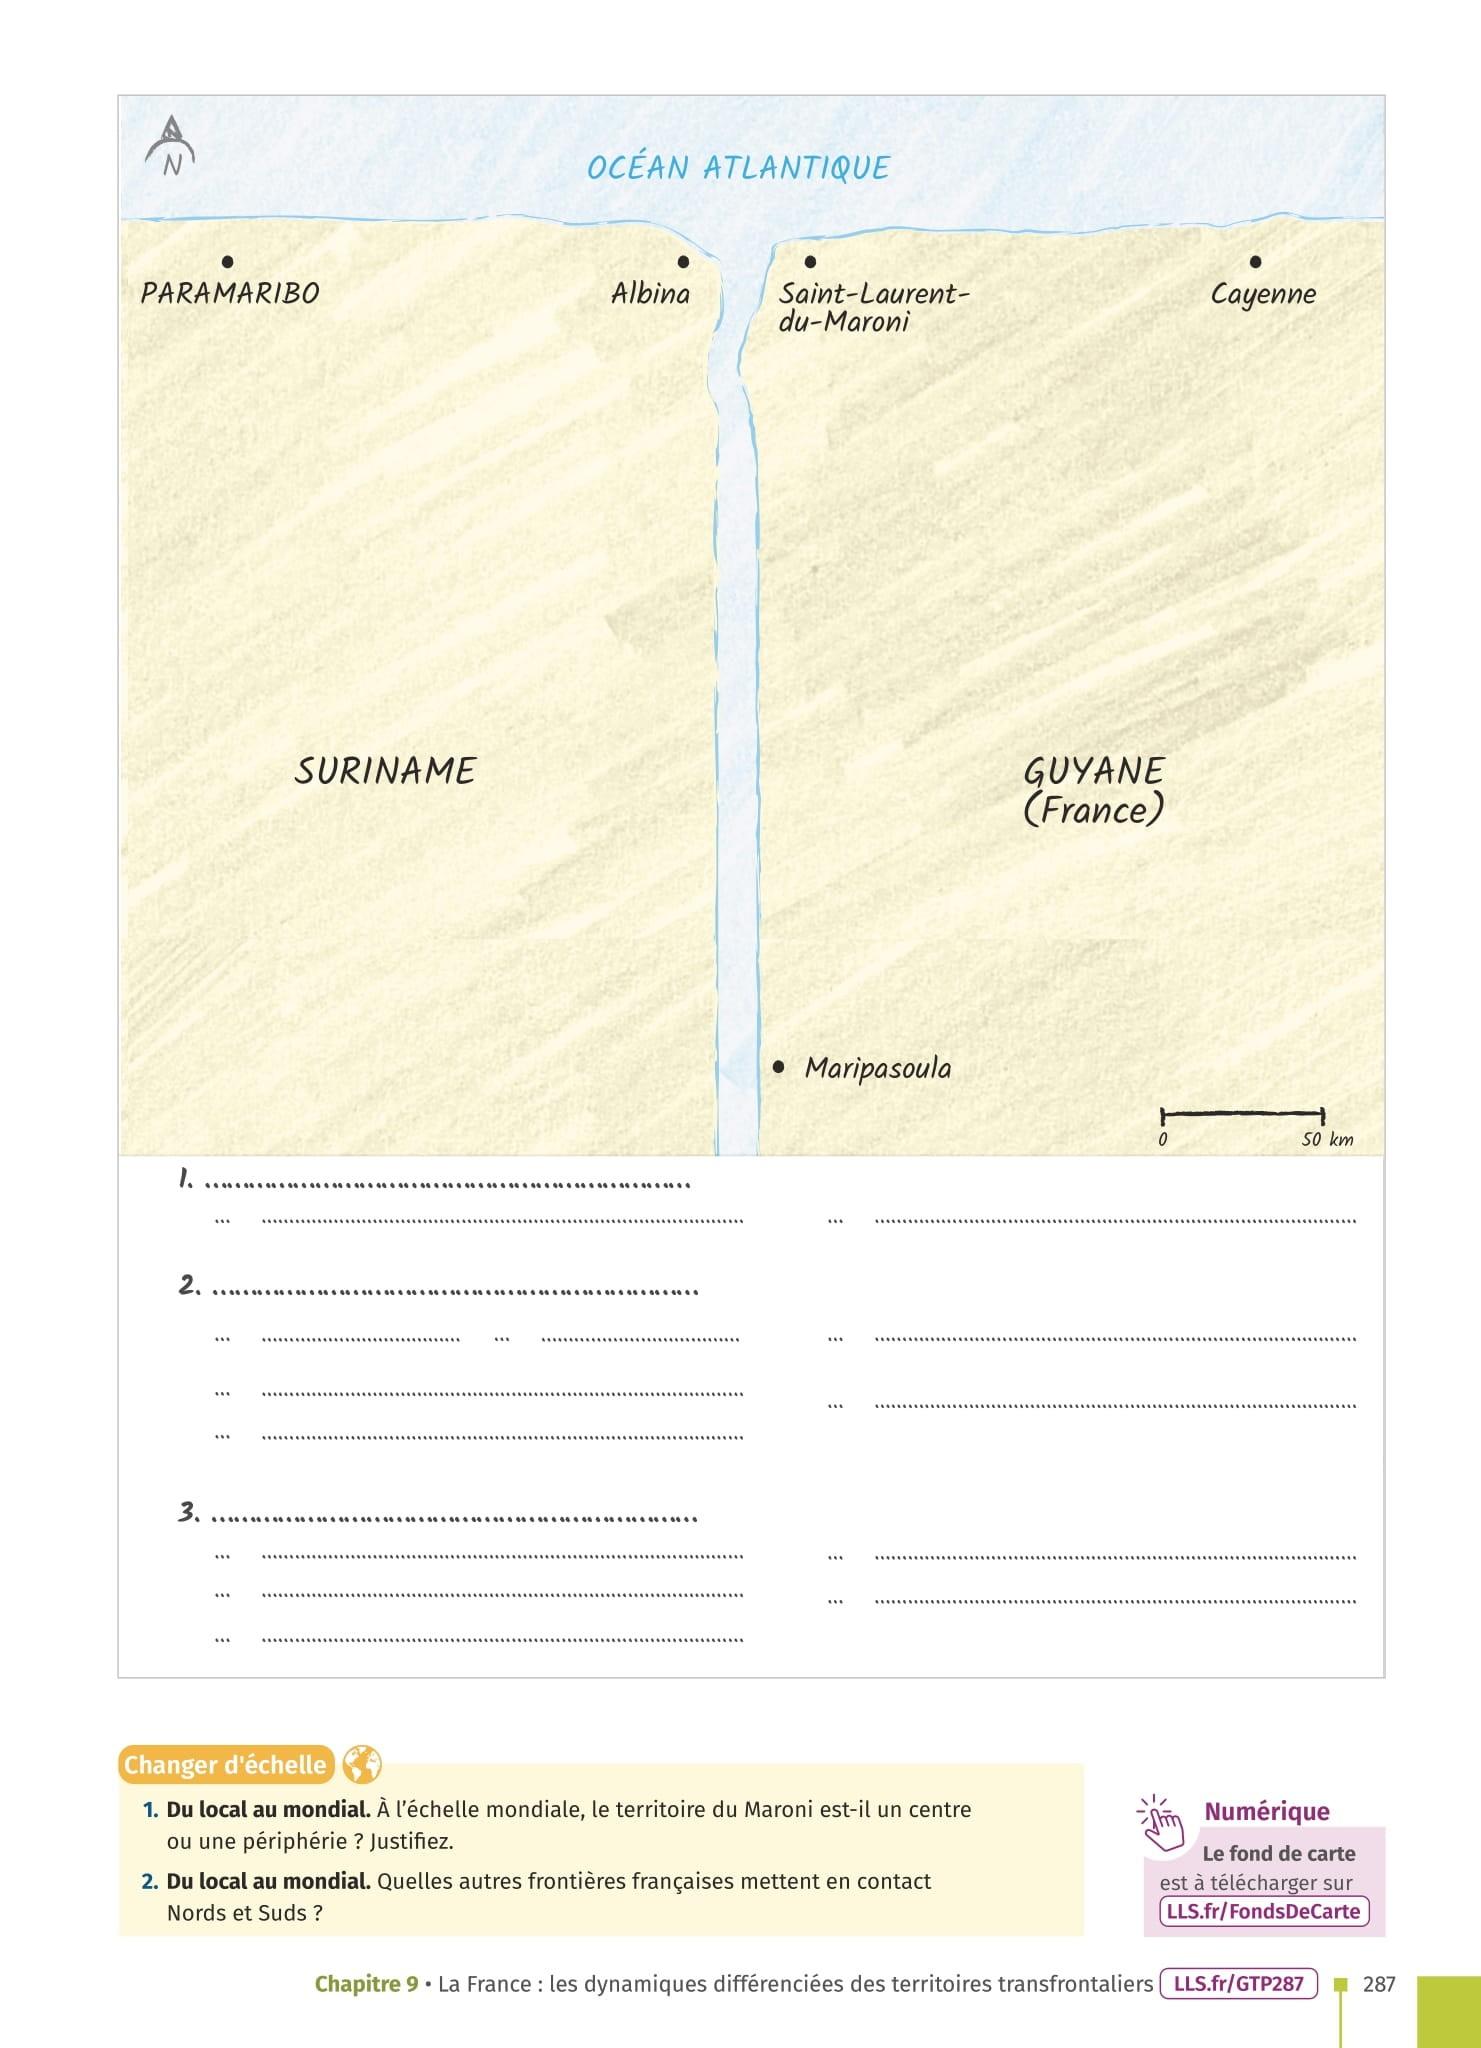 N
OCÉAN ATLANTIQUE
PARAMARIBO
Albina
Saint-Laurent-
du-Maroni
Cayenne
SURINAME
GUYANE
(France)
Maripasoula
0 50 km
1. ................................................
... ................................................ ... ................................................
2. ................................................
... .................... ... .................... ... ................................................
... ................................................
... ................................................
... ................................................
3. ................................................
... ................................................ ... ................................................
... ................................................ ... ................................................
... ................................................
Changer d'échelle
1. Du local au mondial. À l'échelle mondiale, le territoire du Maroni est-il un centre
ou une périphérie ? Justifiez.
2. Du local au mondial. Quelles autres frontières françaises mettent en contact
Nords et Suds ?
Numérique
Le fond de carte
est à télécharger sur
LLS.fr/FondsDeCarte
Chapitre 9 • La France : les dynamiques différenciées des territoires transfrontaliers LLS.fr/GTP287 287